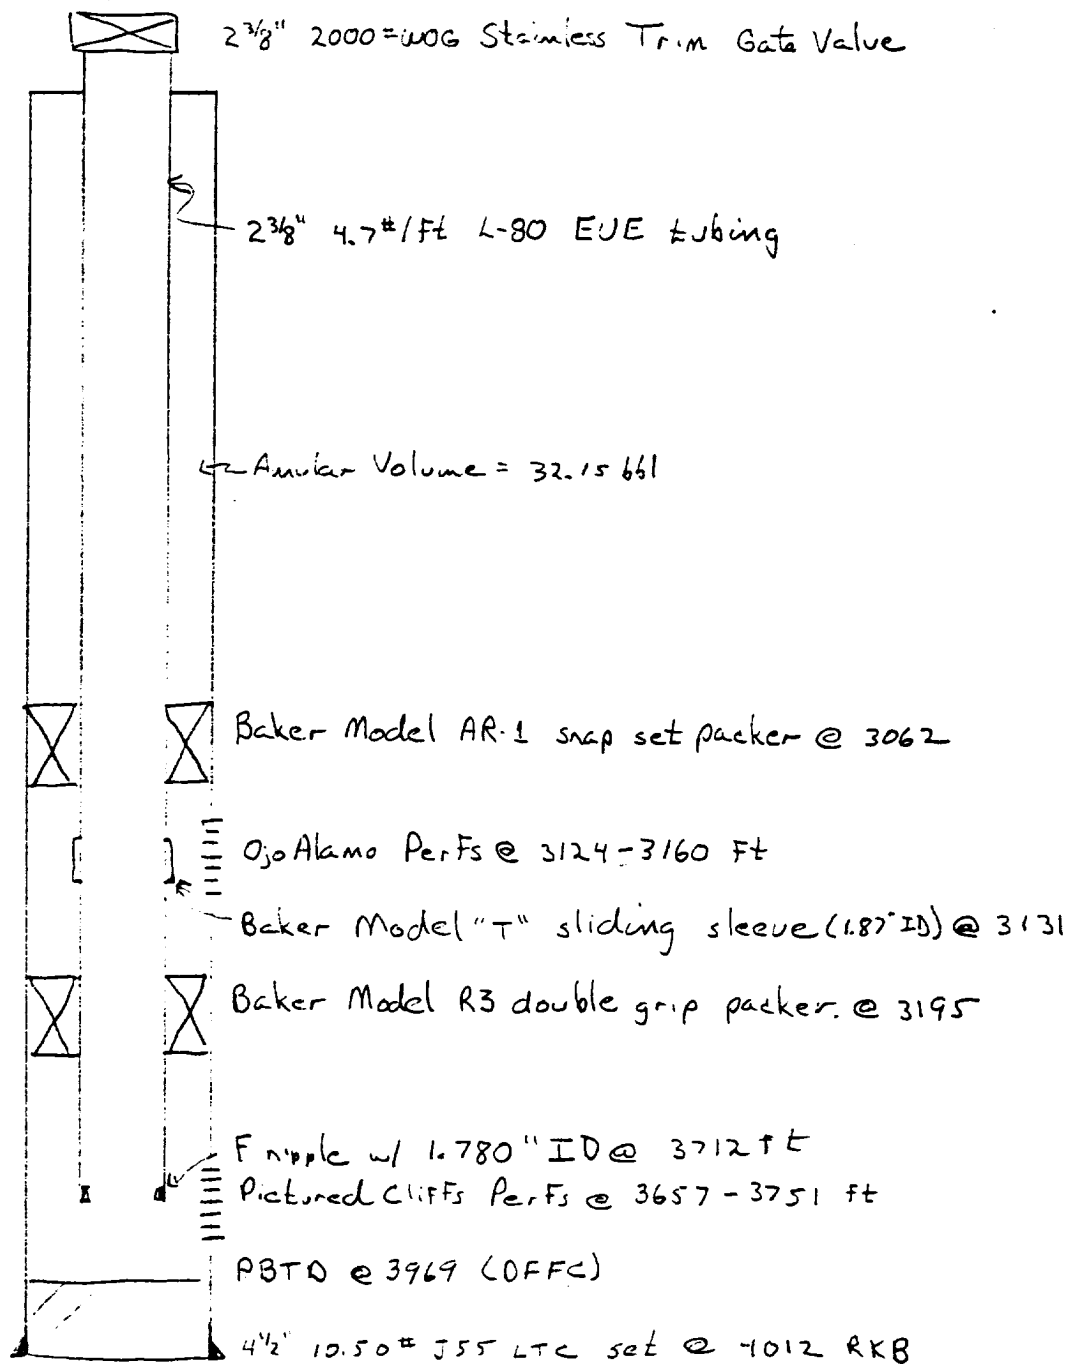 2 3/8" 2000 = WOG Stainless Trim Gate Valve
2 3/8" 4.7 #/Ft L-80 EUE tubing
Annular Volume = 32.15 bbl
Baker Model AR-1 snap set packer @ 3062
Ojo Alamo Perfs @ 3124-3160 Ft
Baker Model "T" sliding sleeve (1.87" ID) @ 3131
Baker Model R3 double grip packer. @ 3195
F nipple w/ 1.780" ID @ 3712 ft
Pictured Cliffs Perfs @ 3657-3751 ft
PBTD @ 3969
4 1/2" 10.50 # J55 LTC set @ 4012 RKB